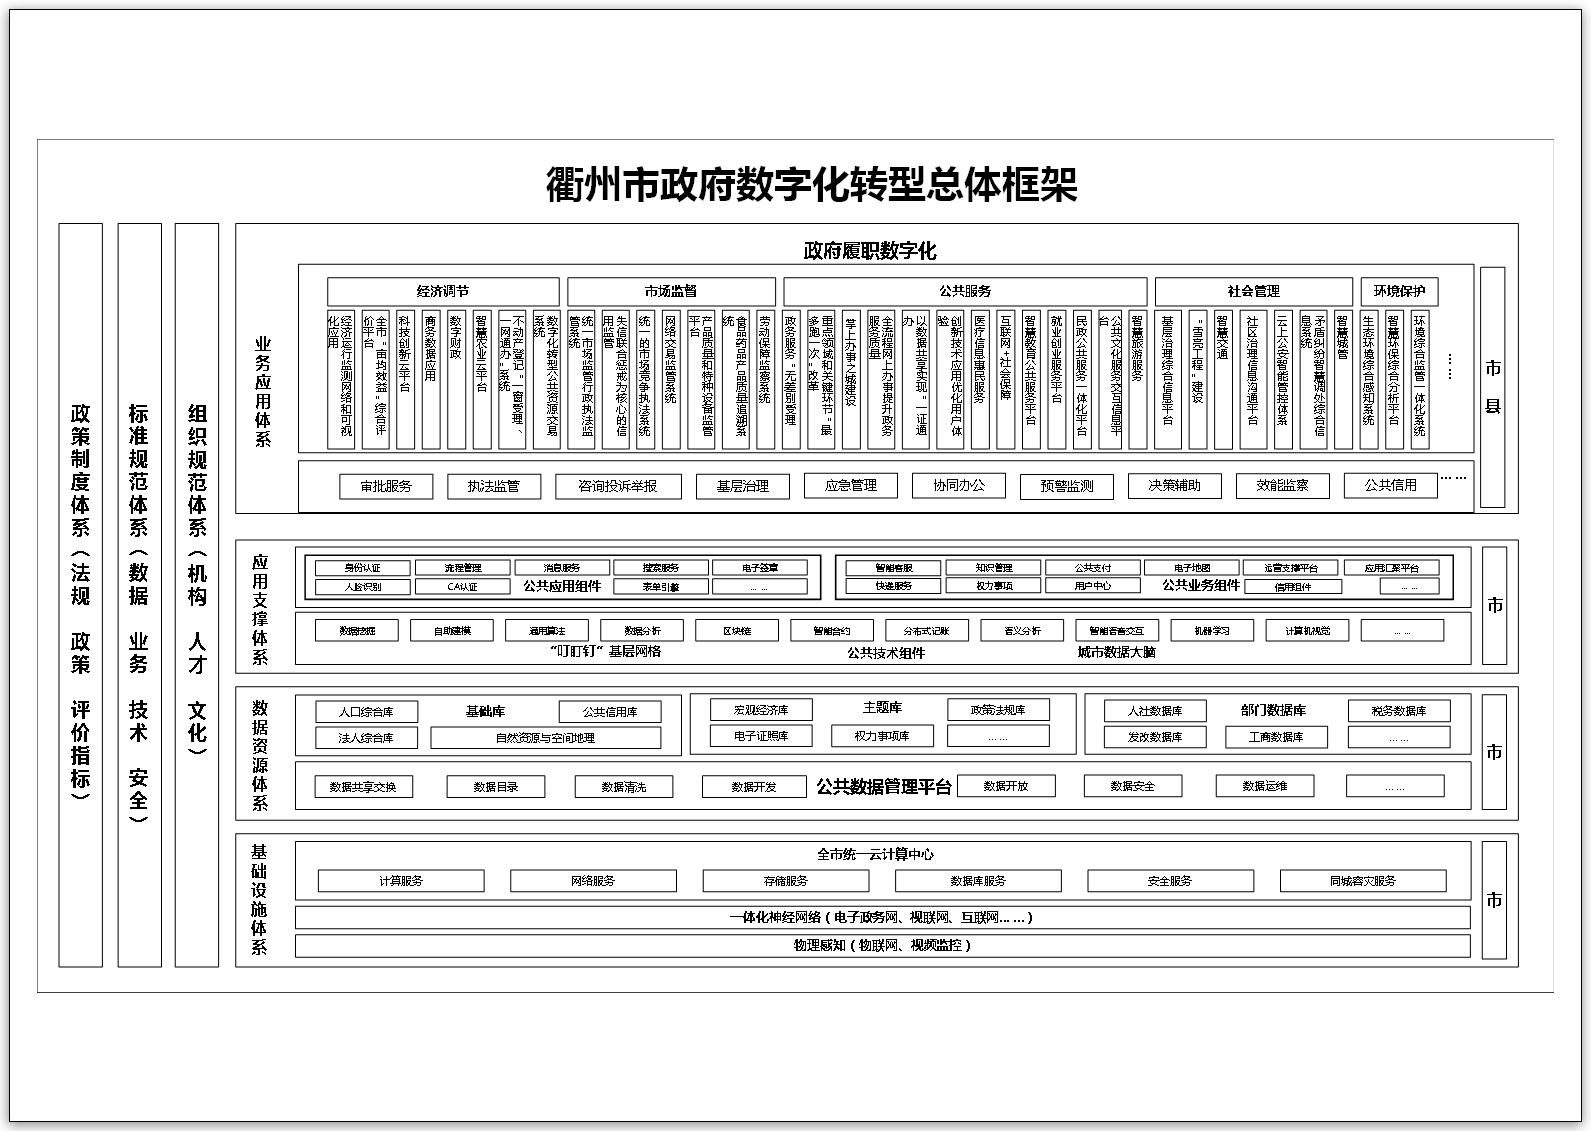 衢州市政府数字化转型总体框架
政策制度体系（法规 政策 评价指标）
标准规范体系（数据 业务 技术 安全）
组织规范体系（机构 人才 文化）
业务应用体系
政府履职数字化
经济调节
市场监督
公共服务
社会管理
环境保护
经济运行监测网络和可视化应用
全市“亩均效益”综合评价平台
科技创新云平台
商务数据应用
数字财政
智慧农业云平台
不动产登记“一窗受理、一网通办”系统
数字化转型公共资源交易系统
统一市场监管行政执法监管系统
失信联合惩戒为核心的信用监管
统一的市场竞争执法系统
网络交易监管系统
产品质量和特种设备监管平台
食品药品产品质量追溯系统
劳动保障监察系统
政务服务“无差别受理
重点领域和关键环节“最多跑一次”改革
掌上办事之城建设
全流程网上办事提升政务服务质量
以数据共享实现“一证通办
创新技术应用优化用户体验
医疗信息惠民服务
互联网+社会保障
智慧教育公共服务平台
就业创业服务平台
民政公共服务一体化平台
公共文化服务交互信息平台
智慧旅游服务
基层治理综合信息平台
“雪亮工程”建设
智慧交通
社区治理信息沟通平台
云上公安智能管控体系
矛盾纠纷智慧调处综合信息系统
智慧城管
生态环境综合感知系统
智慧环保综合分析平台
环境综合监管一体化系统
……
市 县
审批服务
执法监管
咨询投诉举报
基层治理
应急管理
协同办公
预警监测
决策辅助
效能监察
公共信用
……
应用支撑体系
身份认证
流程管理
消息服务
搜索服务
电子签章
人脸识别
CA认证
公共应用组件
表单引擎
……
智能客服
知识管理
公共支付
电子地图
运营支撑平台
应用汇聚平台
快递服务
权力事项
用户中心
公共业务组件
信用组件
……
市
数据挖掘
自助建模
通用算法
数据分析
区块链
智能合约
分布式记账
语义分析
智能语音交互
机器学习
计算机视觉
……
“叮盯钉”基层网格
公共技术组件
城市数据大脑
数据资源体系
人口综合库
基础库
公共信用库
法人综合库
自然资源与空间地理
宏观经济库
主题库
政策法规库
电子证照库
权力事项库
……
人社数据库
部门数据库
税务数据库
发改数据库
工商数据库
……
市
数据共享交换
数据目录
数据清洗
数据开发
公共数据管理平台
数据开放
数据安全
数据运维
……
基础设施体系
全市统一云计算中心
计算服务
网络服务
存储服务
数据库服务
安全服务
同城容灾服务
市
一体化神经网络（电子政务网、视联网、互联网……）
物理感知（物联网、视频监控）